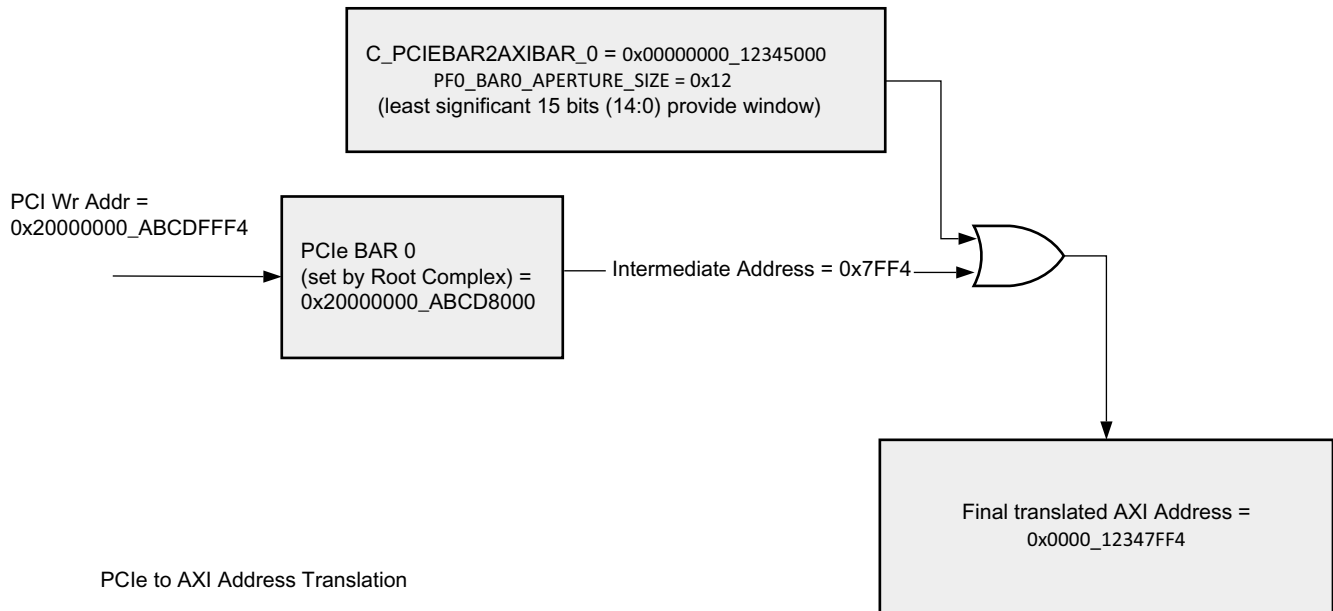 C_PCIEBAR2AXIBAR_0 = 0x00000000_12345000
PF0_BAR0_APERTURE_SIZE = 0x12
(least significant 15 bits (14:0) provide window)
PCI Wr Addr =
0x20000000_ABCDFFF4
PCIe BAR 0
(set by Root Complex) =
0x20000000_ABCD8000
Intermediate Address = 0x7FF4
Final translated AXI Address =
0x0000_12347FF4
PCIe to AXI Address Translation